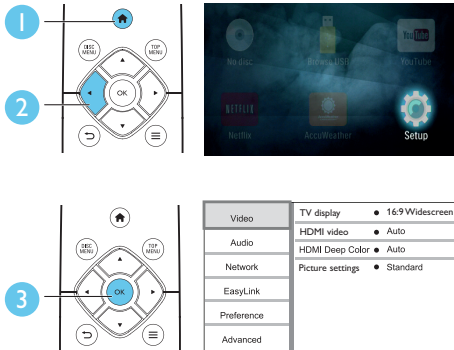 1
DISC
MENU
TOP
MENU
2
OK
No disc
Browse USB
YouTube
YouTube
NETFLIX
Netflix
AccuWeather
Setup
DISC
MENU
TOP
MENU
3
OK
Video
Audio
Network
EasyLink
Preference
Advanced
TV display 16:9 Widescreen
HDMI video Auto
HDMI Deep Color Auto
Picture settings Standard